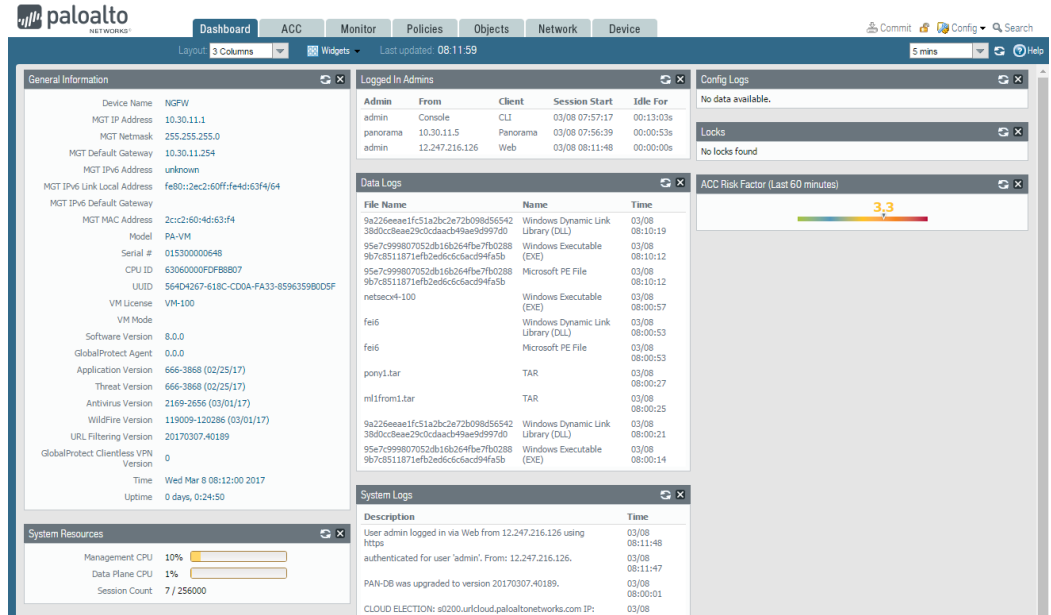 paloalto
NETWORKS®
Dashboard ACC Monitor Policies Objects Network Device
Commit Config Search
Layout: 3 Columns Widgets Last updated: 08:11:59 5 mins Help
General Information
Device Name NGFW
MGT IP Address 10.30.11.1
MGT Netmask 255.255.255.0
MGT Default Gateway 10.30.11.254
MGT IPv6 Address unknown
MGT IPv6 Link Local Address fe80::2ec2:60ff:fe4d:63f4/64
MGT IPv6 Default Gateway
MGT MAC Address 2c:c2:60:4d:63:f4
Model PA-VM
Serial # 015300000648
CPU ID 63060000FDFB8B07
UUID 564D4267-618C-CD0A-FA33-8596359B0D5F
VM License VM-100
VM Mode
Software Version 8.0.0
GlobalProtect Agent 0.0.0
Application Version 666-3868 (02/25/17)
Threat Version 666-3868 (02/25/17)
Antivirus Version 2169-2656 (03/01/17)
WildFire Version 119009-120286 (03/01/17)
URL Filtering Version 20170307.40189
GlobalProtect Clientless VPN
Version 0
Time Wed Mar 8 08:12:00 2017
Uptime 0 days, 0:24:50
System Resources
Management CPU 10%
Data Plane CPU 1%
Session Count 7 / 256000
Logged In Admins
Admin From Client Session Start Idle For
admin Console CLI 03/08 07:57:17 00:13:03s
panorama 10.30.11.5 Panorama 03/08 07:56:39 00:00:53s
admin 12.247.216.126 Web 03/08 08:11:48 00:00:00s
Data Logs
File Name Name Time
9a226eeae1fc51a2bc2e72b098d56542 Windows Dynamic Link 03/08
38d0cc8eae29c0cdaacb49ae9d997d0 Library (DLL) 08:10:19
95e7c999807052db16b264fbe7fb0288 Windows Executable 03/08
9b7c8511871efb2ed6c6c6acd94fa5b (EXE) 08:10:12
95e7c999807052db16b264fbe7fb0288 Microsoft PE File 03/08
9b7c8511871efb2ed6c6c6acd94fa5b 08:10:12
netsecx4-100 Windows Executable 03/08
(EXE) 08:00:57
fei6 Windows Dynamic Link 03/08
Library (DLL) 08:00:53
fei6 Microsoft PE File 03/08
08:00:53
pony1.tar TAR 03/08
08:00:27
ml1from1.tar TAR 03/08
08:00:25
9a226eeae1fc51a2bc2e72b098d56542 Windows Dynamic Link 03/08
38d0cc8eae29c0cdaacb49ae9d997d0 Library (DLL) 08:00:21
95e7c999807052db16b264fbe7fb0288 Windows Executable 03/08
9b7c8511871efb2ed6c6c6acd94fa5b (EXE) 08:00:14
System Logs
Description Time
User admin logged in via Web from 12.247.216.126 using 03/08
https 08:11:48
authenticated for user 'admin'. From: 12.247.216.126. 03/08
08:11:47
PAN-DB was upgraded to version 20170307.40189. 03/08
08:00:01
CLOUD ELECTION: s0200.urlcloud.paloaltonetworks.com IP: 03/08
Config Logs
No data available.
Locks
No locks found
ACC Risk Factor (Last 60 minutes)
3.3